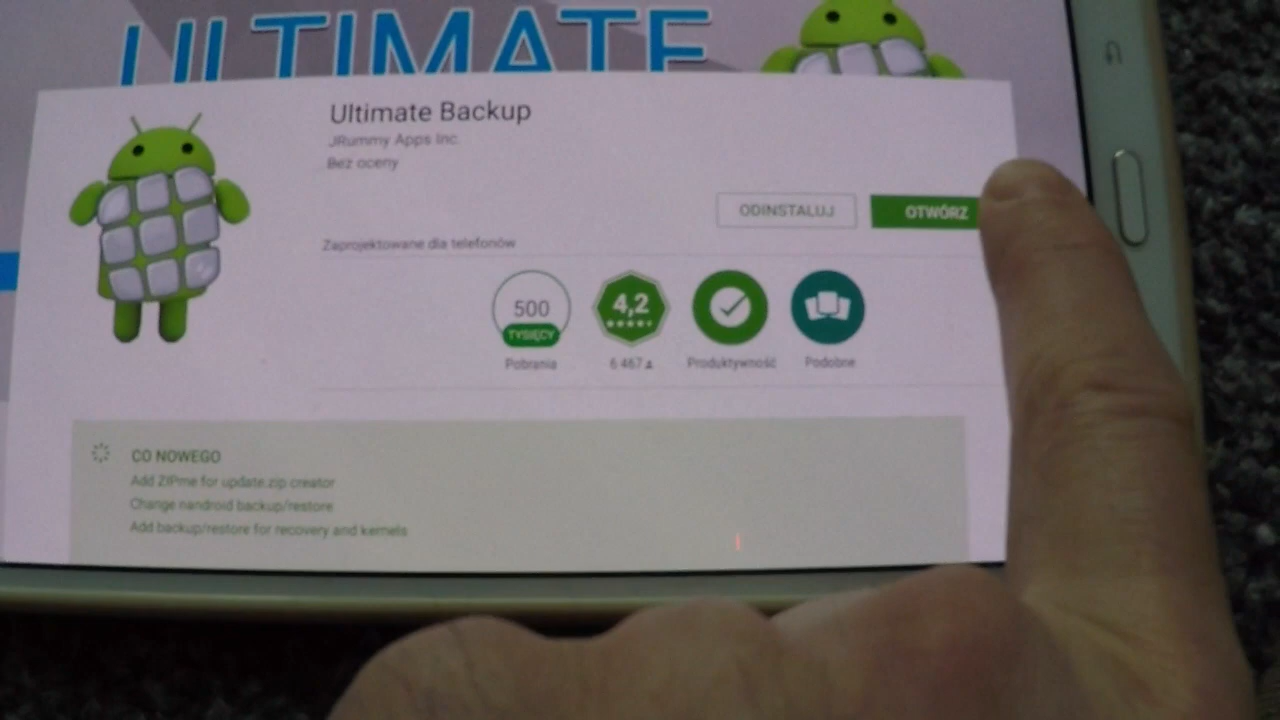 ULTIMATE
Ultimate Backup
JRummy Apps Inc.
Bez oceny
ODINSTALUJ
OTWÓRZ
Zaprojektowane dla telefonów
500
TYSIĘCY
Pobrania
4,2
6 467
Produktywność
Podobne
CO NOWEGO
Add ZIPme for update.zip creator
Change nandroid backup/restore
Add backup/restore for recovery and kernels